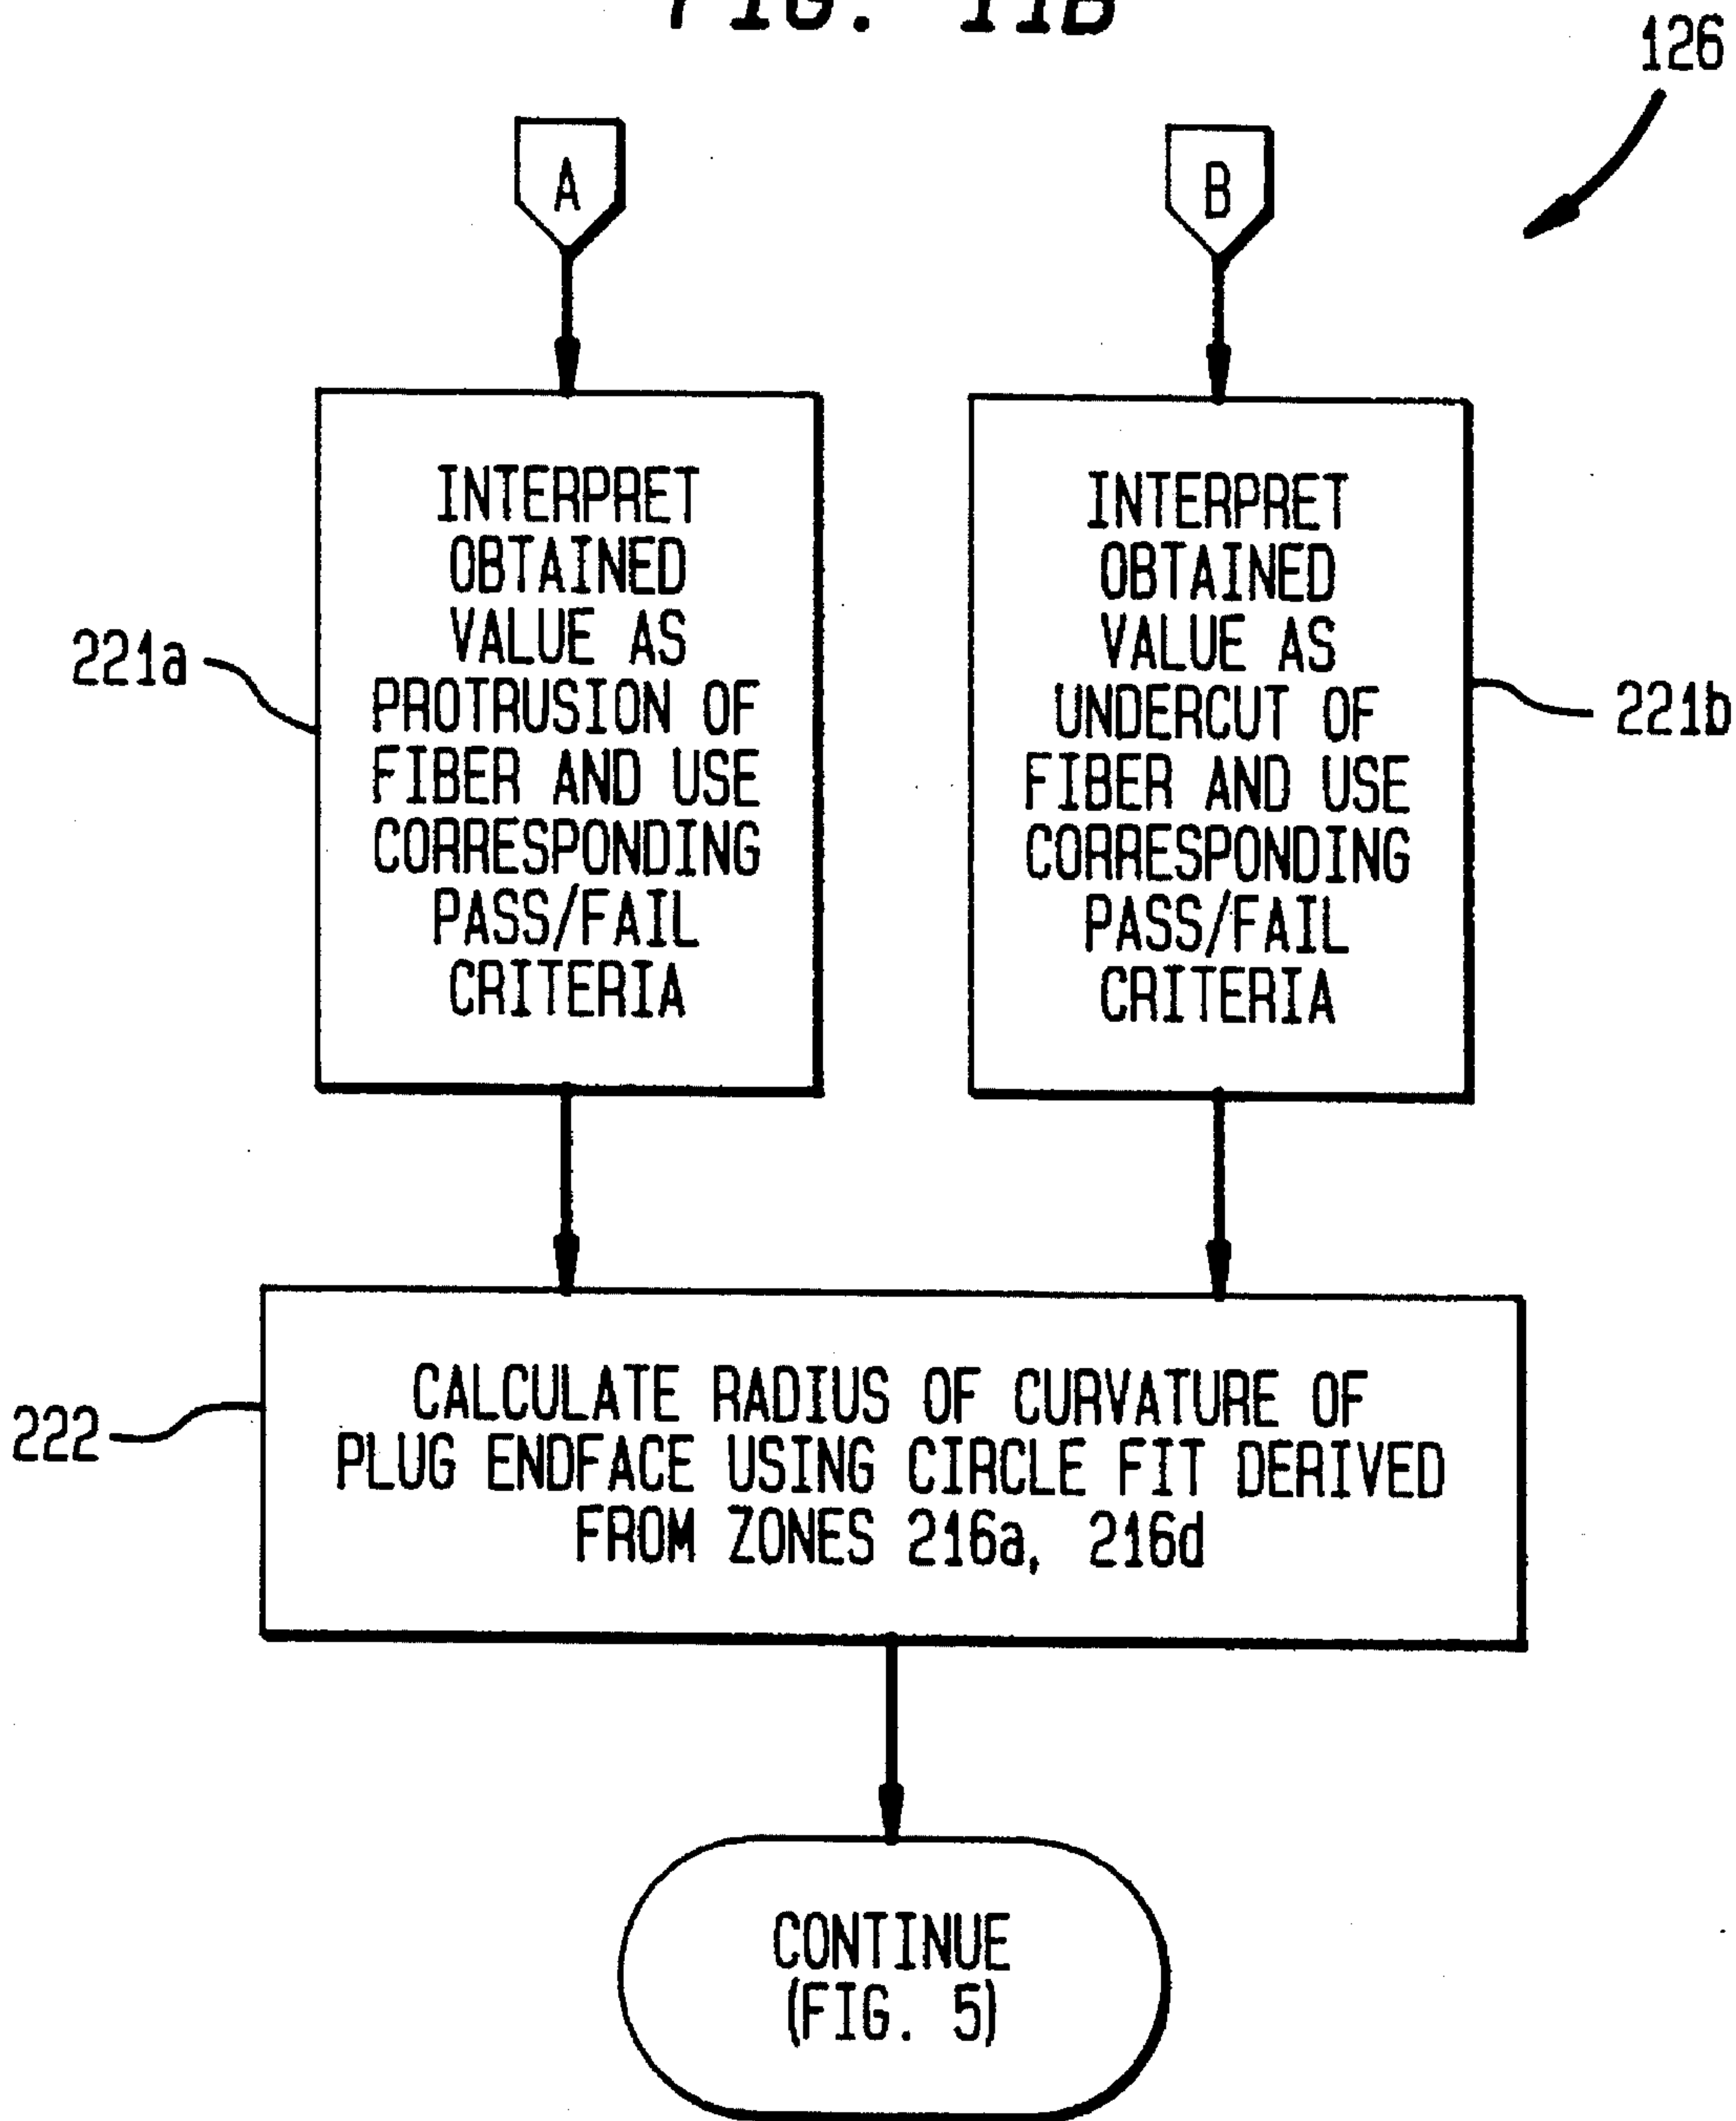 FIG. 11B
126
A
B
INTERPRET
OBTAINED
VALUE AS
PROTRUSION OF
FIBER AND USE
CORRESPONDING
PASS/FAIL
CRITERIA
221a
INTERPRET
OBTAINED
VALUE AS
UNDERCUT OF
FIBER AND USE
CORRESPONDING
PASS/FAIL
CRITERIA
221b
222
CALCULATE RADIUS OF CURVATURE OF
PLUG ENDFACE USING CIRCLE FIT DERIVED
FROM ZONES 216a, 216d
CONTINUE
(FIG. 5)